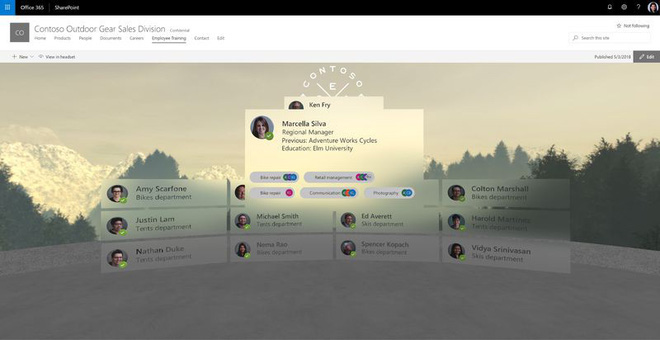 Office 365 SharePoint
CO
Contoso Outdoor Gear Sales Division Confidential
Not following
Home Products People Documents Careers Employee Training Contact Edit
Search this site
+ New View in headset
Published 5/3/2018 Edit
CONTOSO
E
Ken Fry
Marcella Silva
Regional Manager
Previous: Adventure Works Cycles
Education: Elm University
Bike repair Retail management
Bike repair Communication Photography
Amy Scarfone
Bikes department
Colton Marshall
Justin Lam
Tents department
Michael Smith
Tents department
Ed Averett
Skis department
Harold Martinez
Tents department
Nathan Duke
Tents department
Nema Rao
Bikes department
Spencer Kopach
Bikes department
Vidya Srinivasan
Skis department